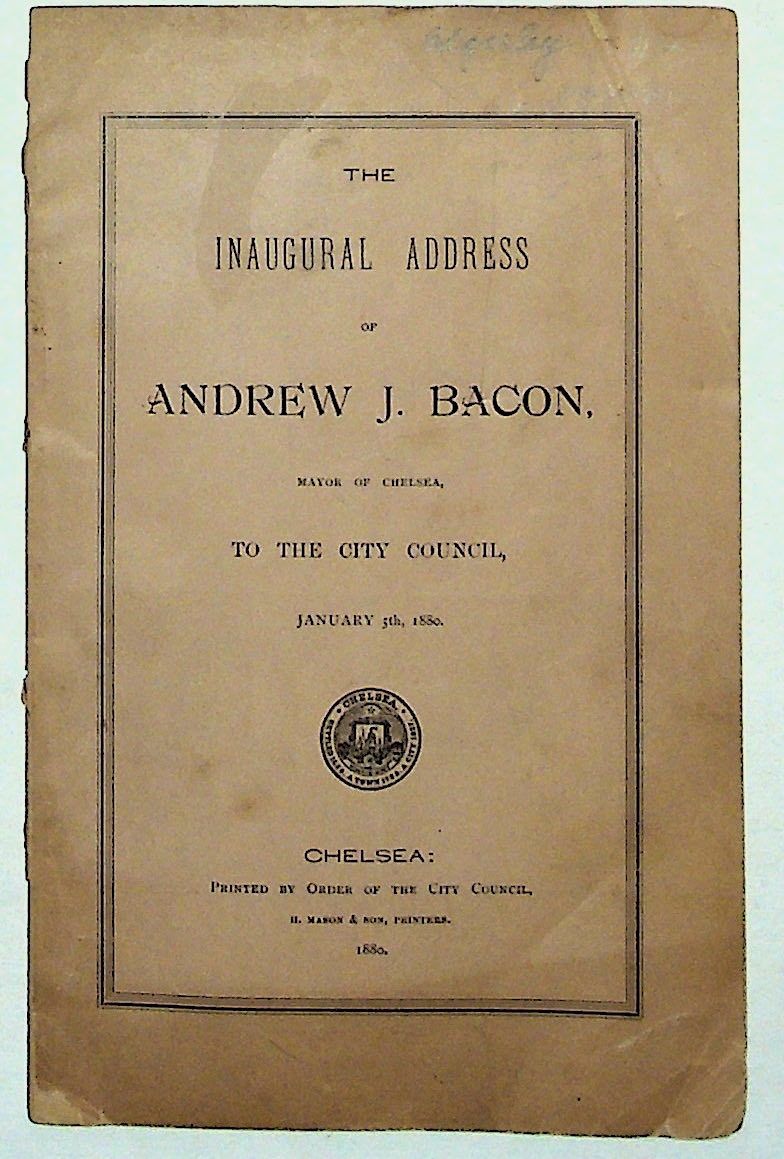 THE
INAUGURAL ADDRESS
OF
ANDREW J. BACON,
MAYOR OF CHELSEA,
TO THE CITY COUNCIL,
JANUARY 5th, 1880.
CHELSEA.
CHELSEA:
PRINTED BY ORDER OF THE CITY COUNCIL,
H. MASON & SON, PRINTERS.
1880.